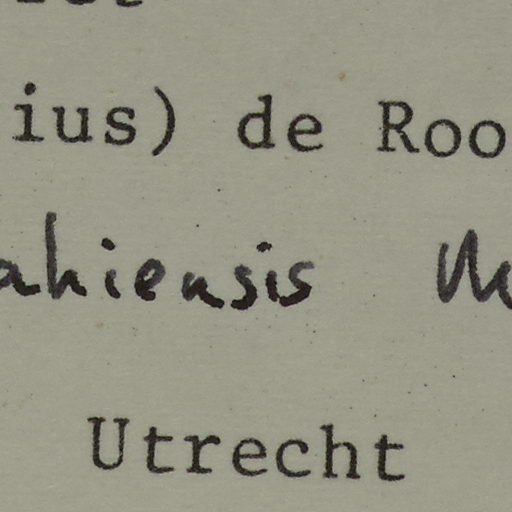 ius) de Roo
ahiensis
Utrecht